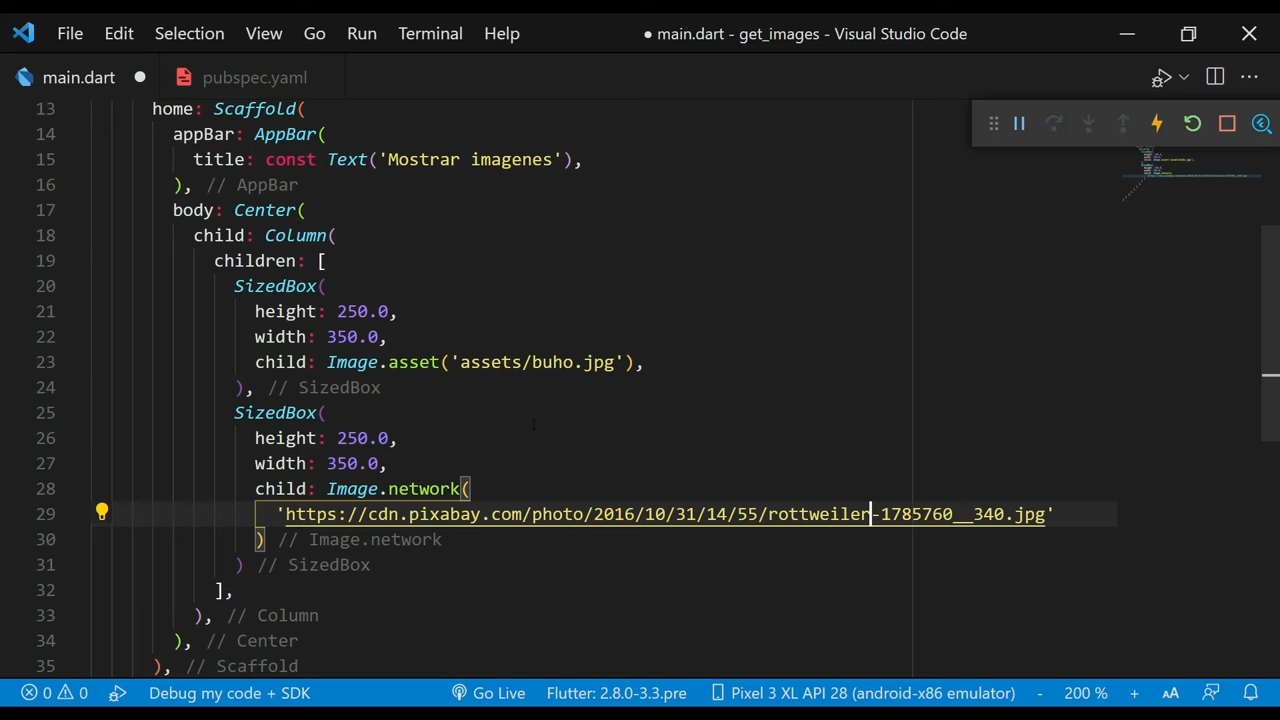 File Edit Selection View Go Run Terminal Help ● main.dart - get_images - Visual Studio Code
main.dart pubspec.yaml
13 home: Scaffold(
14 appBar: AppBar(
15 title: const Text('Mostrar imagenes'),
16 ), // AppBar
17 body: Center(
18 child: Column(
19 children: [
20 SizedBox(
21 height: 250.0,
22 width: 350.0,
23 child: Image.asset('assets/buho.jpg'),
24 ), // SizedBox
25 SizedBox(
26 height: 250.0,
27 width: 350.0,
28 child: Image.network(
29 'https://cdn.pixabay.com/photo/2016/10/31/14/55/rottweiler-1785760__340.jpg'
30 ) // Image.network
31 ) // SizedBox
32 ],
33 ), // Column
34 ), // Center
35 ), // Scaffold
0 0 Debug my code + SDK Go Live Flutter: 2.8.0-3.3.pre Pixel 3 XL API 28 (android-x86 emulator) - 200 % + AA